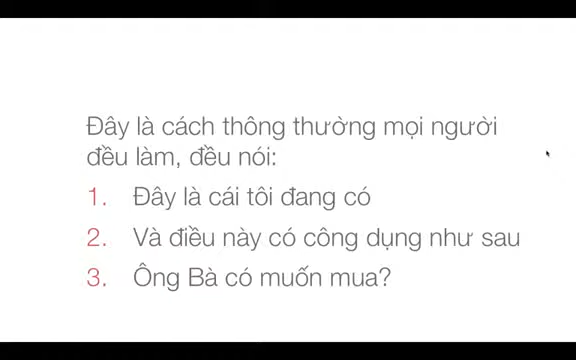 Đây là cách thông thường mọi người
đều làm, đều nói:
1. Đây là cái tôi đang có
2. Và điều này có công dụng như sau
3. Ông Bà có muốn mua?